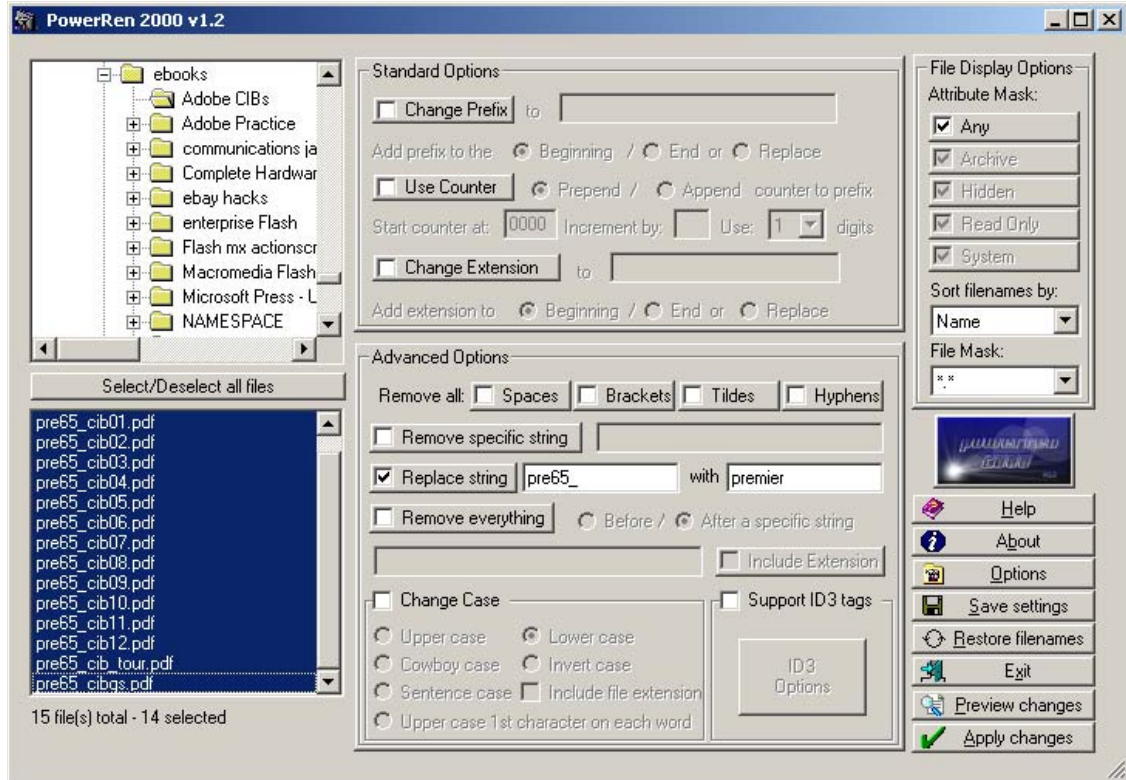 PowerRen 2000 v1.2
ebooks
Adobe CIBs
Adobe Practice
communications ja
Complete Hardwar
ebay hacks
enterprise Flash
Flash mx actionscr
Macromedia Flash
Microsoft Press - L
NAMESPACE
Select/Deselect all files
pre65_cib01.pdf
pre65_cib02.pdf
pre65_cib03.pdf
pre65_cib04.pdf
pre65_cib05.pdf
pre65_cib06.pdf
pre65_cib07.pdf
pre65_cib08.pdf
pre65_cib09.pdf
pre65_cib10.pdf
pre65_cib11.pdf
pre65_cib12.pdf
pre65_cib_tour.pdf
pre65_cibgs.pdf
15 file(s) total - 14 selected
Standard Options
Change Prefix to
Add prefix to the Beginning / End or Replace
Use Counter Prepend / Append counter to prefix
Start counter at: 0000 Increment by: Use: 1 digits
Change Extension to
Add extension to Beginning / End or Replace
Advanced Options
Remove all: Spaces Brackets Tildes Hyphens
Remove specific string
Replace string pre65_ with premier
Remove everything Before / After a specific string
Include Extension
Change Case
Upper case Lower case
Cowboy case Invert case
Sentence case Include file extension
Upper case 1st character on each word
Support ID3 tags
ID3
Options
File Display Options
Attribute Mask:
Any
Archive
Hidden
Read Only
System
Sort filenames by:
Name
File Mask:
*.*
Help
About
Options
Save settings
Restore filenames
Exit
Preview changes
Apply changes